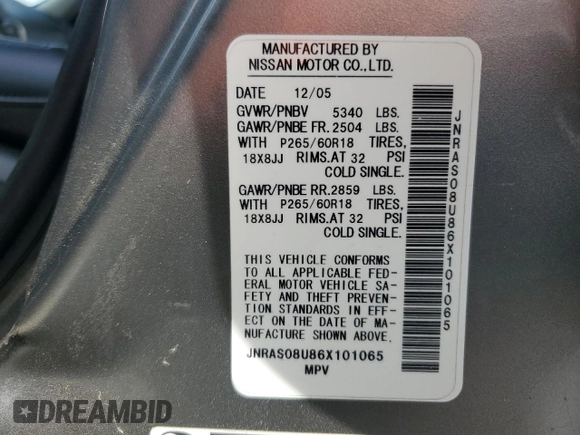 MANUFACTURED BY
NISSAN MOTOR CO.,LTD.
DATE 12/05
GVWR/PNBV 5340 LBS.
GAWR/PNBE FR. 2504 LBS.
WITH P265/60R18 TIRES,
18X8JJ RIMS.AT 32 PSI
COLD SINGLE.
GAWR/PNBE RR. 2859 LBS.
WITH P265/60R18 TIRES,
18X8JJ RIMS.AT 32 PSI
COLD SINGLE.
THIS VEHICLE CONFORMS
TO ALL APPLICABLE FED-
ERAL MOTOR VEHICLE SA-
FETY AND THEFT PREVEN-
TION STANDARDS IN EFF-
ECT ON THE DATE OF MA-
NUFACTURE SHOWN ABOVE.
JNRAS08U86X101065
MPV
JNRAS08U86X101065
DREAMBID